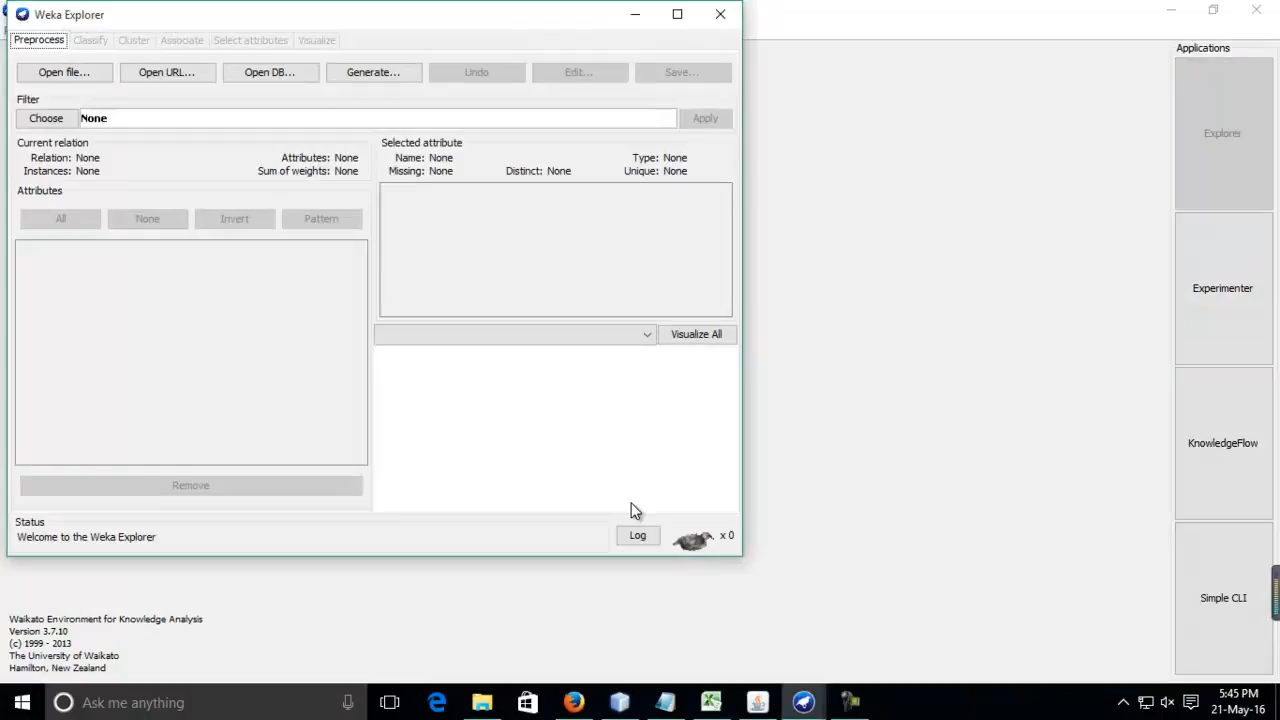 Weka Explorer
Preprocess Classify Cluster Associate Select attributes Visualize
Open file... Open URL... Open DB... Generate... Undo Edit... Save...
Filter
Choose None Apply
Current relation
Relation: None Attributes: None
Instances: None Sum of weights: None
Selected attribute
Name: None Type: None
Missing: None Distinct: None Unique: None
Attributes
All None Invert Pattern
Visualize All
Remove
Status
Welcome to the Weka Explorer
Log x 0
Applications
Explorer
Experimenter
KnowledgeFlow
Simple CLI
Waikato Environment for Knowledge Analysis
Version 3.7.10
(c) 1999 - 2013
The University of Waikato
Hamilton, New Zealand
Ask me anything
5:45 PM
21-May-16